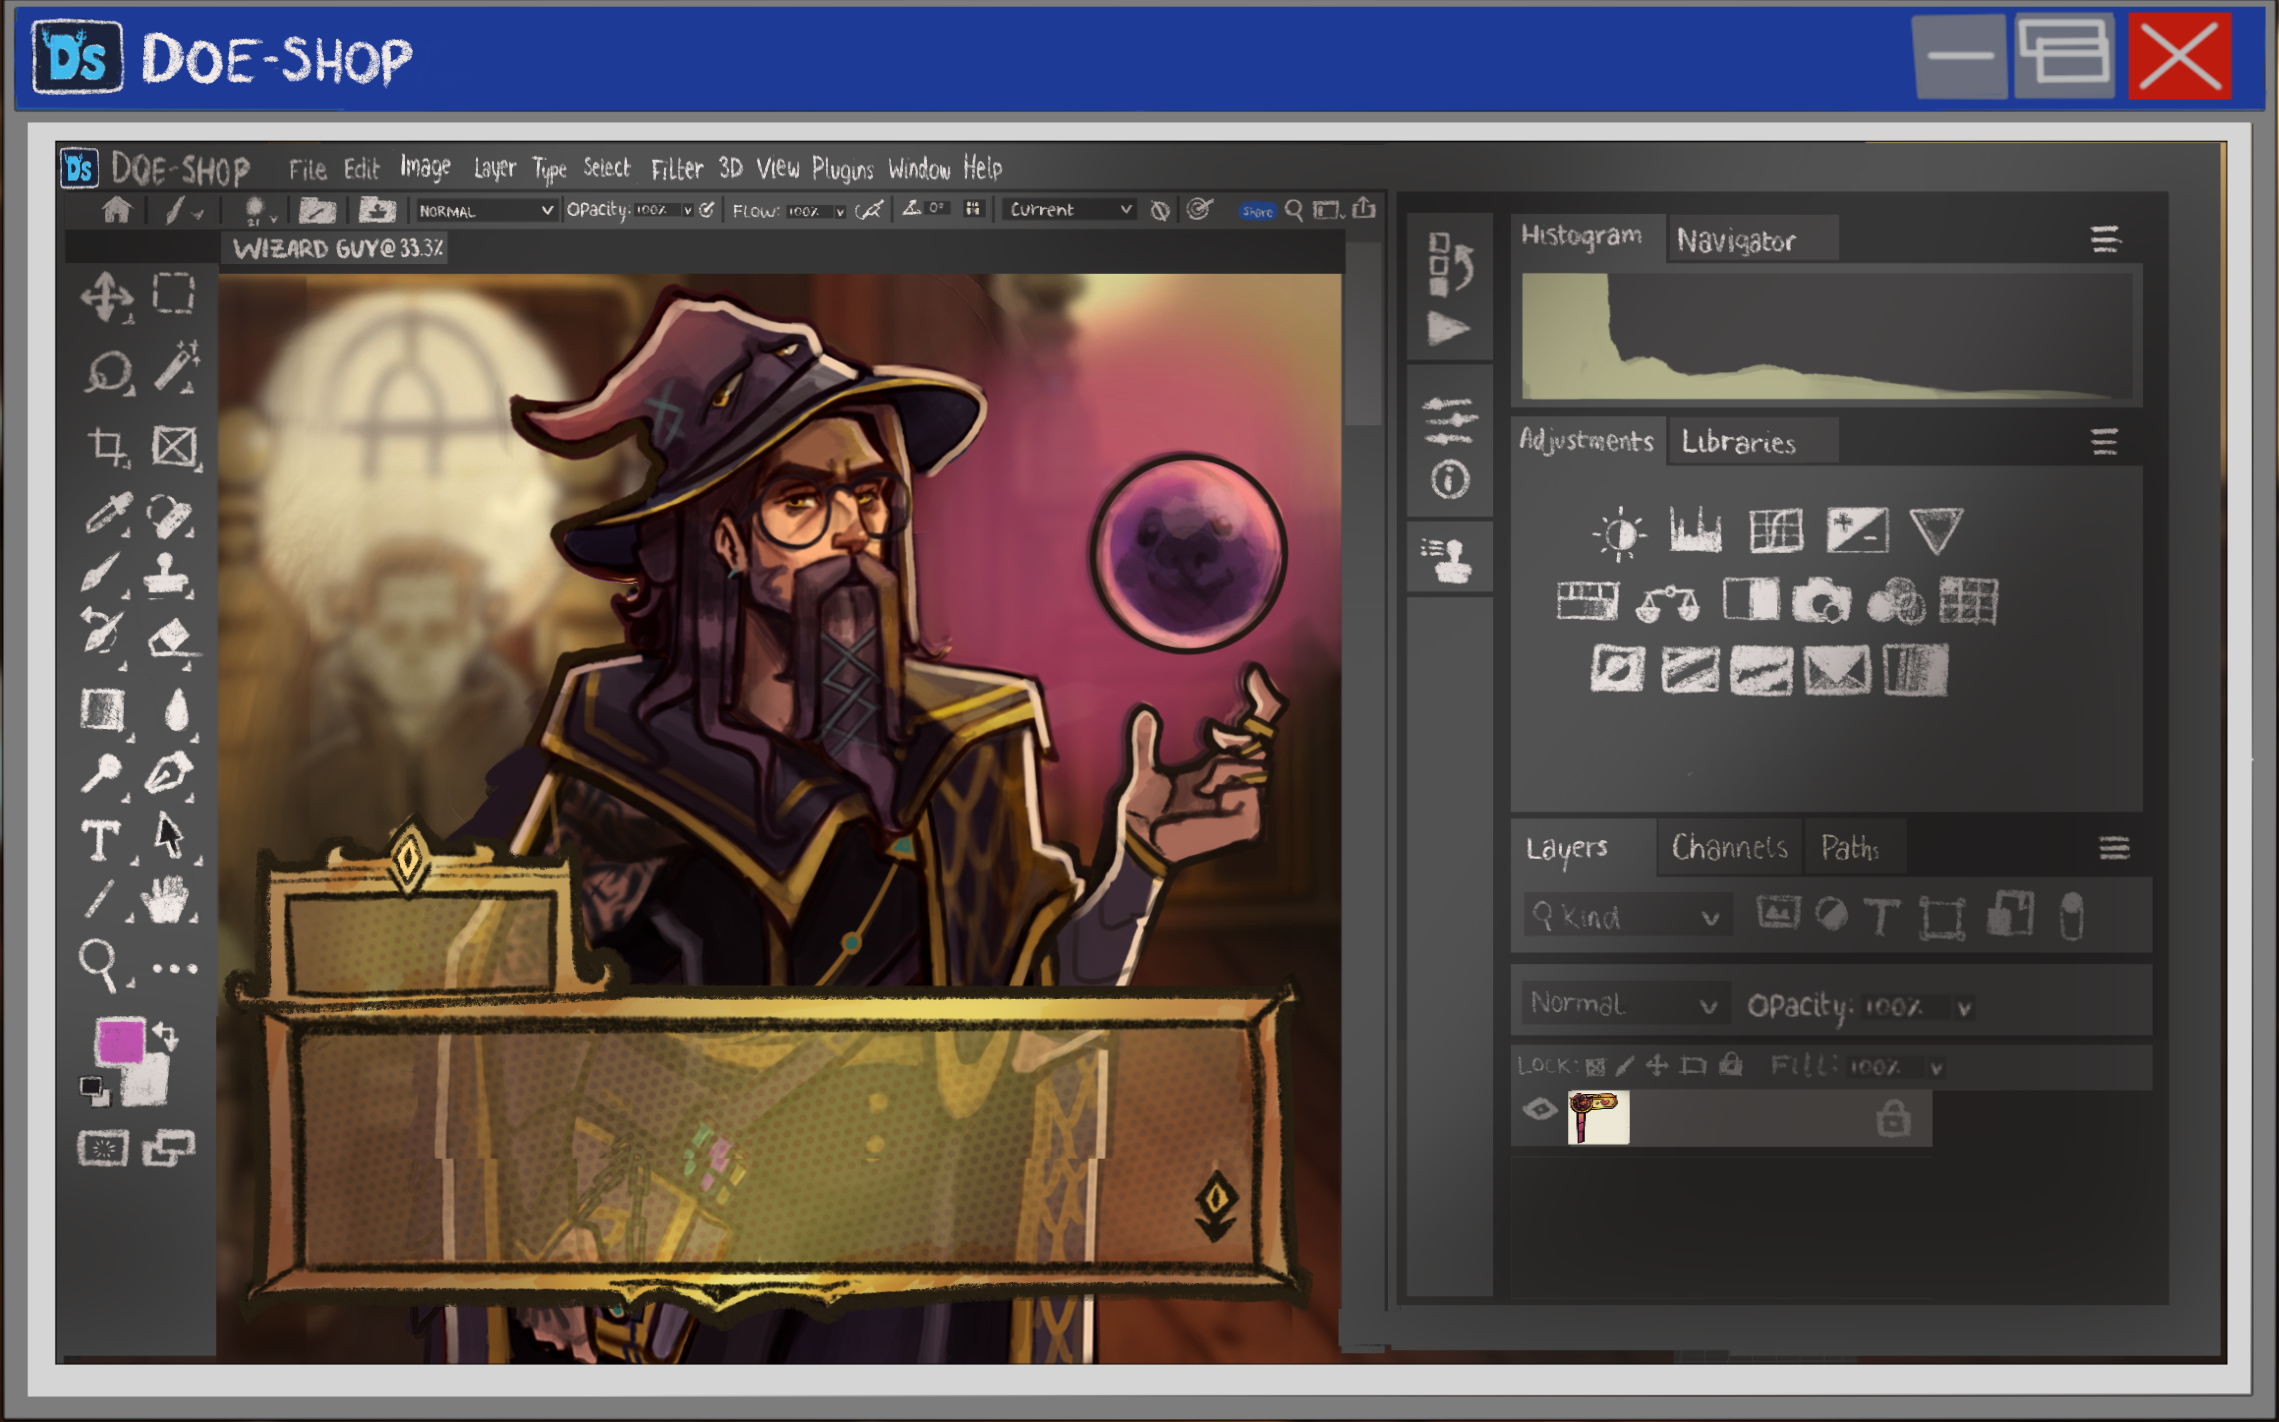 Ds DOE-SHOP
Ds DOE-SHOP File Edit Image Layer Type Select Filter 3D View Plugins Window Help
21 NORMAL OPacity: 100% FLOW: 100% 0° Current Share
WIZARD GUY@33.3%
Histogram Navigator
Adjustments Libraries
T
Layers Channels Paths
Kind T
Normal OPacity: 100%
LOCK: Fill: 100%